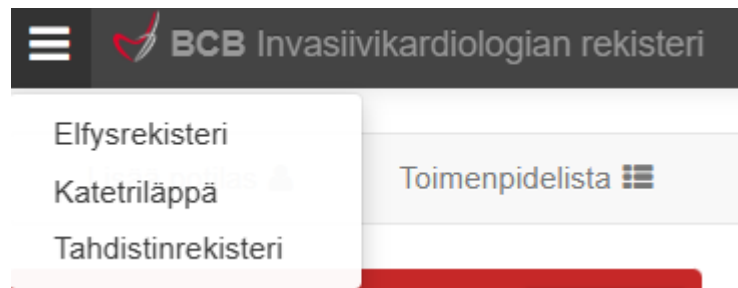 BCB Invasiivikardiologian rekisteri
Elfysrekisteri
Toimenpidelista
Katetriläppä
Tahdistinrekisteri